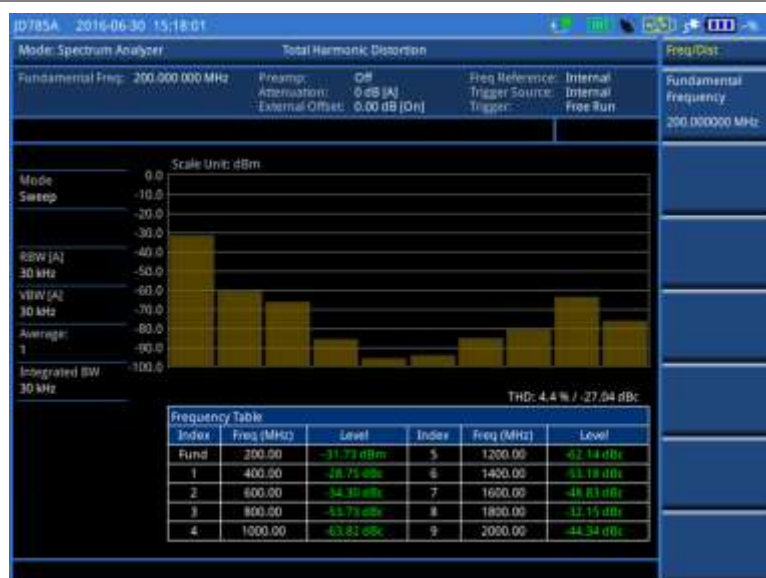 JD785A 2016-06-30 15:18:01
Mode: Spectrum Analyzer Total Harmonic Distortion Freq/Dist
Fundamental Freq: 200.000 000 MHz
Preamp: Off
Attenuation: 0 dB [A]
External Offset: 0.00 dB [On]
Freq Reference: Internal
Trigger Source: Internal
Trigger: Free Run
Fundamental
Frequency
200.000000 MHz
Scale Unit: dBm
Mode
Sweep
RBW [A]
30 kHz
VBW [A]
30 kHz
Average:
1
Integrated BW
30 kHz
0.0
-10.0
-20.0
-30.0
-40.0
-50.0
-60.0
-70.0
-80.0
-90.0
-100.0
THD: 4.4 % / -27.04 dBc
Frequency Table
Index Freq (MHz) Level Index Freq (MHz) Level
Fund 200.00 -31.73 dBm 5 1200.00 -62.14 dBc
1 400.00 -28.75 dBc 6 1400.00 -53.18 dBc
2 600.00 -34.30 dBc 7 1600.00 -48.83 dBc
3 800.00 -53.73 dBc 8 1800.00 -32.15 dBc
4 1000.00 -63.82 dBc 9 2000.00 -44.34 dBc